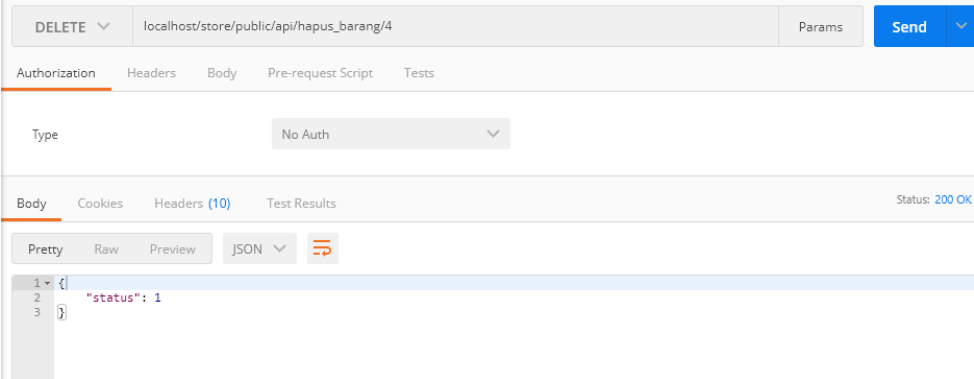 DELETE localhost/store/public/api/hapus_barang/4 Params Send
Authorization Headers Body Pre-request Script Tests
Type No Auth
Body Cookies Headers (10) Test Results Status: 200 OK
Pretty Raw Preview JSON
1 {
2 "status": 1
3 }